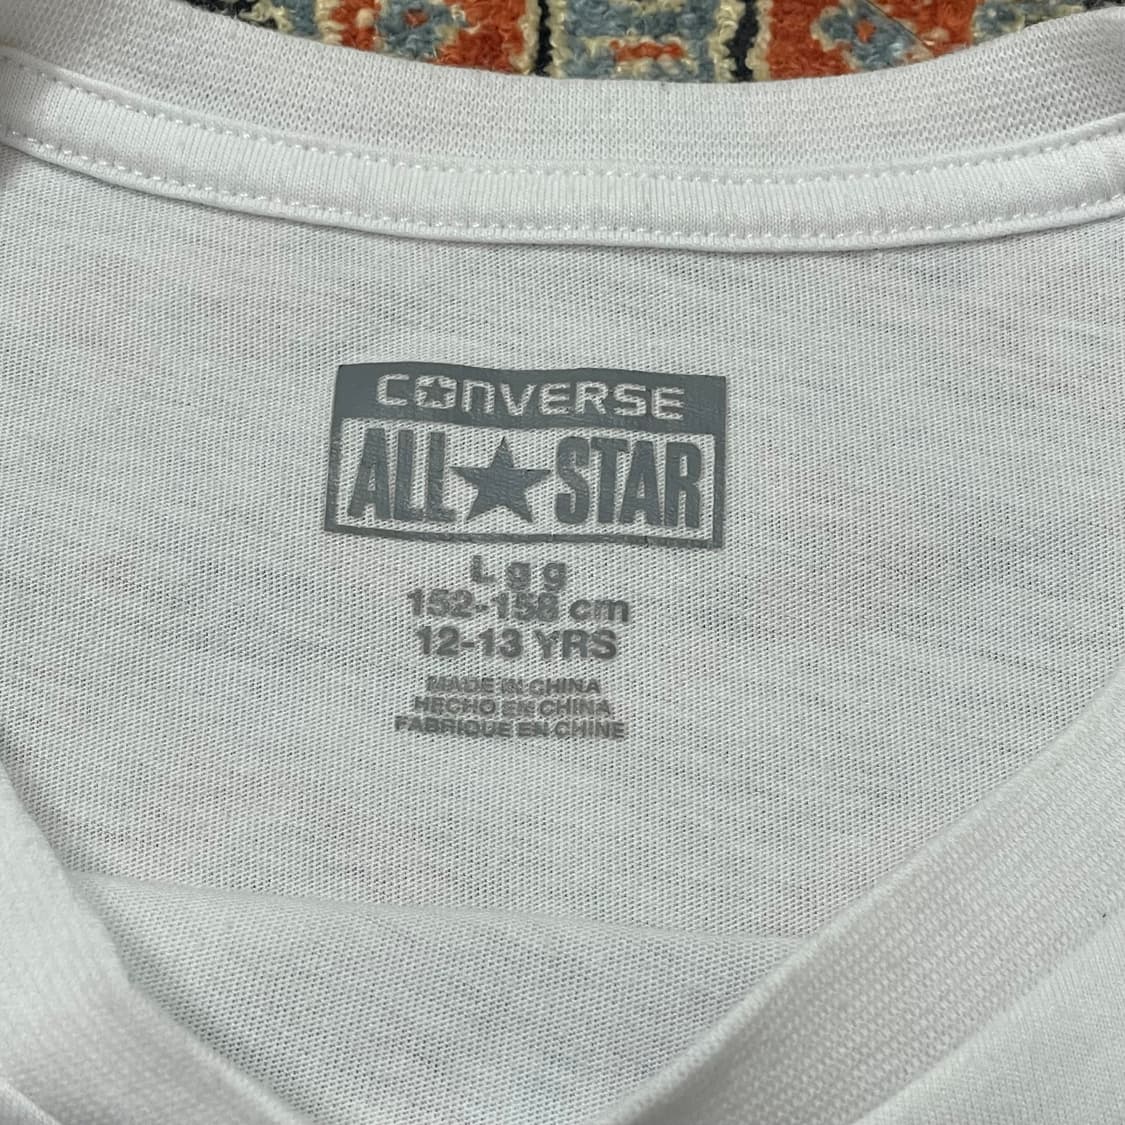 CONVERSE
ALL★STAR
L g g
152-158 cm
12-13 YRS
MADE IN CHINA
HECHO EN CHINA
FABRIQUE EN CHINE